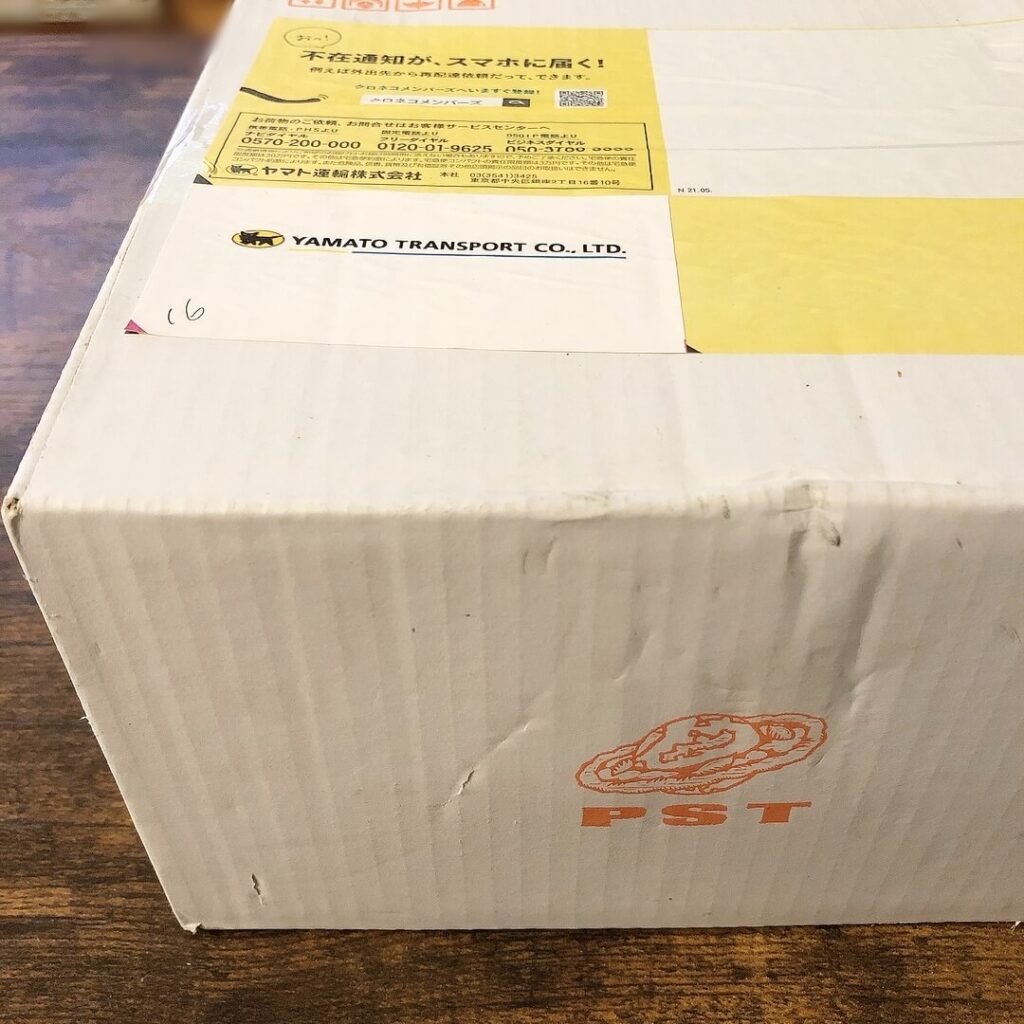 おっ!
不在通知が、スマホに届く!
例えば外出先から再配達依頼だって、できます。
クロネコメンバーズへいますぐ登録!
クロネコメンバーズ
お荷物のご依頼、お問合せはお客様サービスセンターへ
携帯電話・PHSより 固定電話より 050IP電話より
ナビダイヤル フリーダイヤル ビジネスダイヤル
0570-200-000 0120-01-9625 050-3786-
ヤマト運輸株式会社 本社 03(3541)3425
東京都中央区銀座2丁目16番10号
N 21.05.
YAMATO TRANSPORT CO., LTD.
16
PST